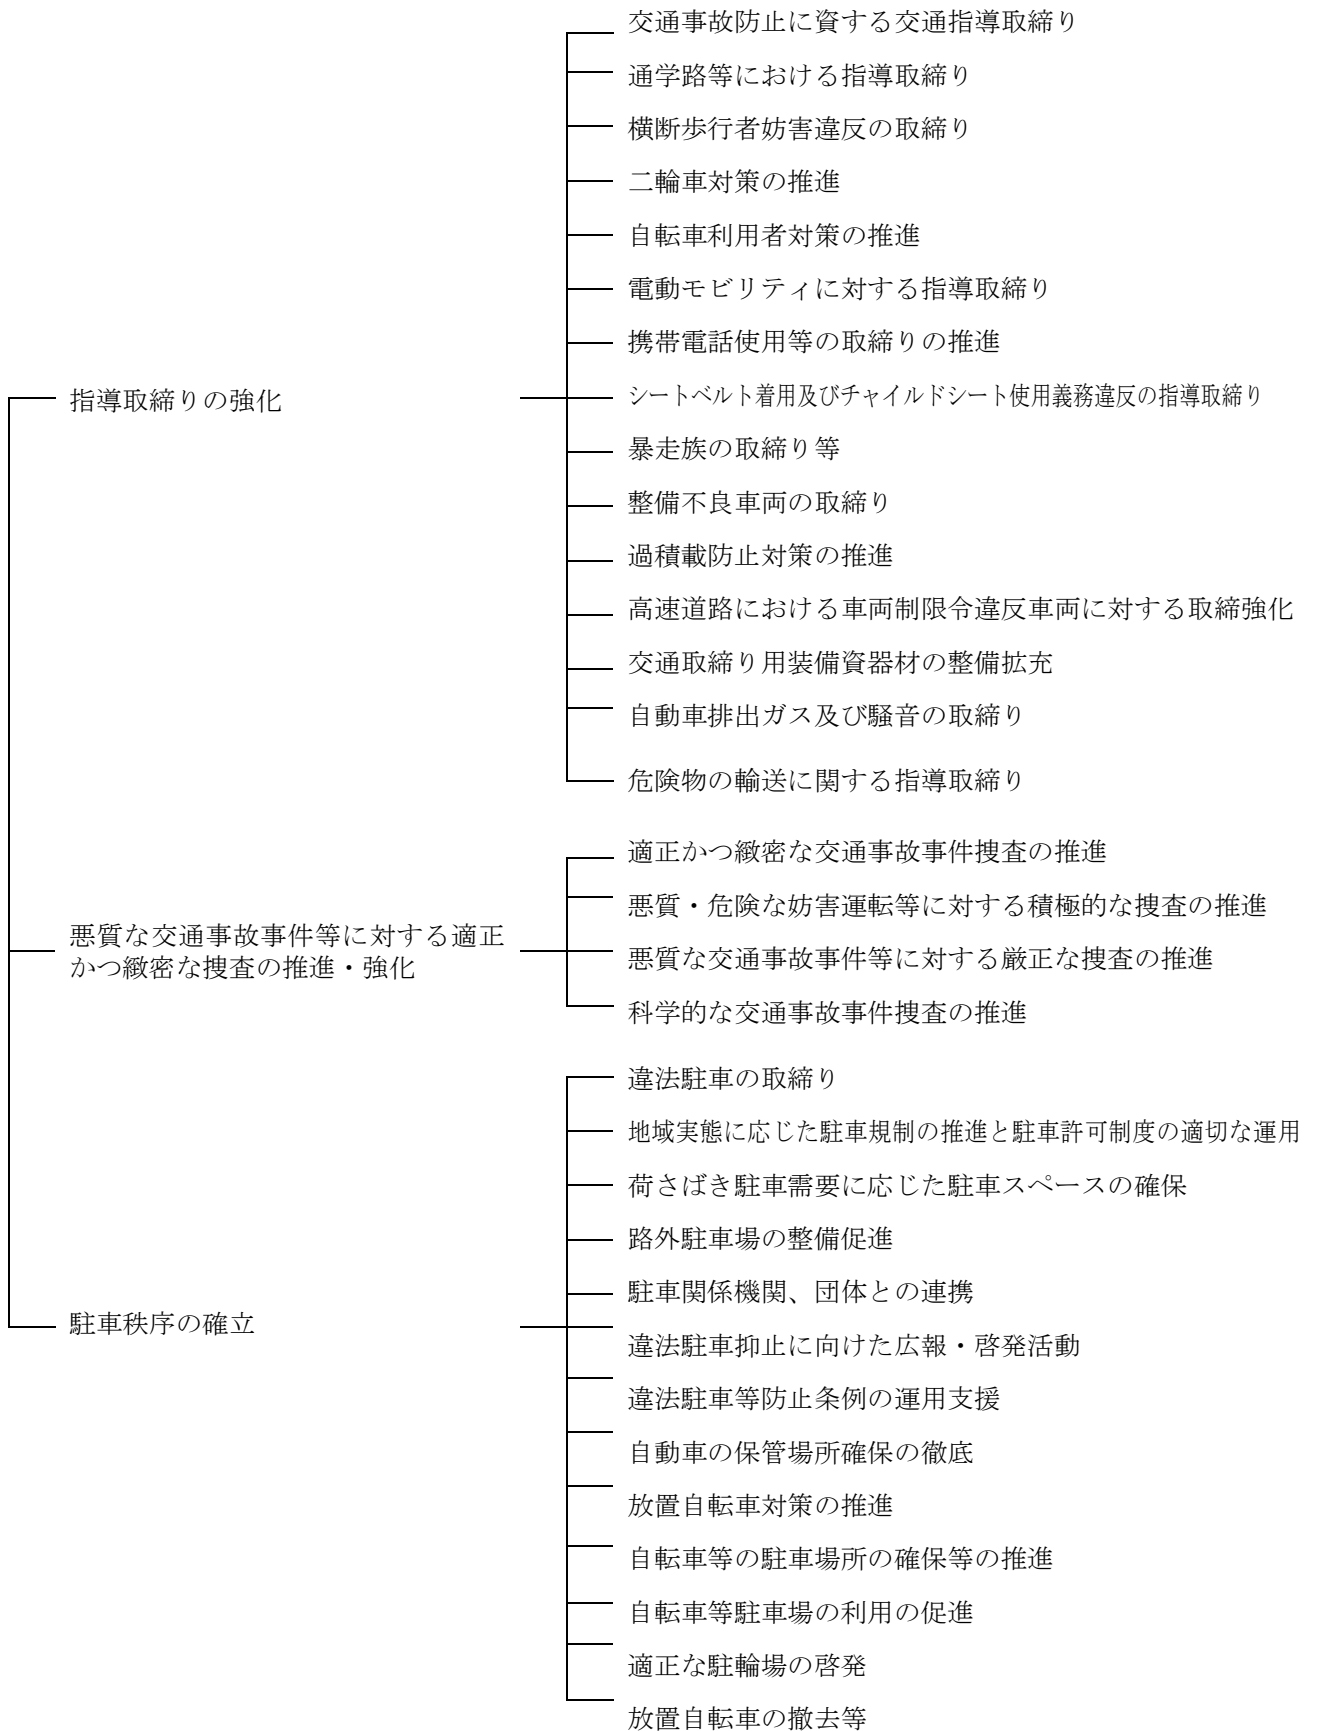 指導取締りの強化
交通事故防止に資する交通指導取締り
通学路等における指導取締り
横断歩行者妨害違反の取締り
二輪車対策の推進
自転車利用者対策の推進
電動モビリティに対する指導取締り
携帯電話使用等の取締りの推進
シートベルト着用及びチャイルドシート使用義務違反の指導取締り
暴走族の取締り等
整備不良車両の取締り
過積載防止対策の推進
高速道路における車両制限令違反車両に対する取締強化
交通取締り用装備資器材の整備拡充
自動車排出ガス及び騒音の取締り
危険物の輸送に関する指導取締り
悪質な交通事故事件等に対する適正
かつ緻密な捜査の推進・強化
適正かつ緻密な交通事故事件捜査の推進
悪質・危険な妨害運転等に対する積極的な捜査の推進
悪質な交通事故事件等に対する厳正な捜査の推進
科学的な交通事故事件捜査の推進
駐車秩序の確立
違法駐車の取締り
地域実態に応じた駐車規制の推進と駐車許可制度の適切な運用
荷さばき駐車需要に応じた駐車スペースの確保
路外駐車場の整備促進
駐車関係機関、団体との連携
違法駐車抑止に向けた広報・啓発活動
違法駐車等防止条例の運用支援
自動車の保管場所確保の徹底
放置自転車対策の推進
自転車等の駐車場所の確保等の推進
自転車等駐車場の利用の促進
適正な駐輪場の啓発
放置自転車の撤去等